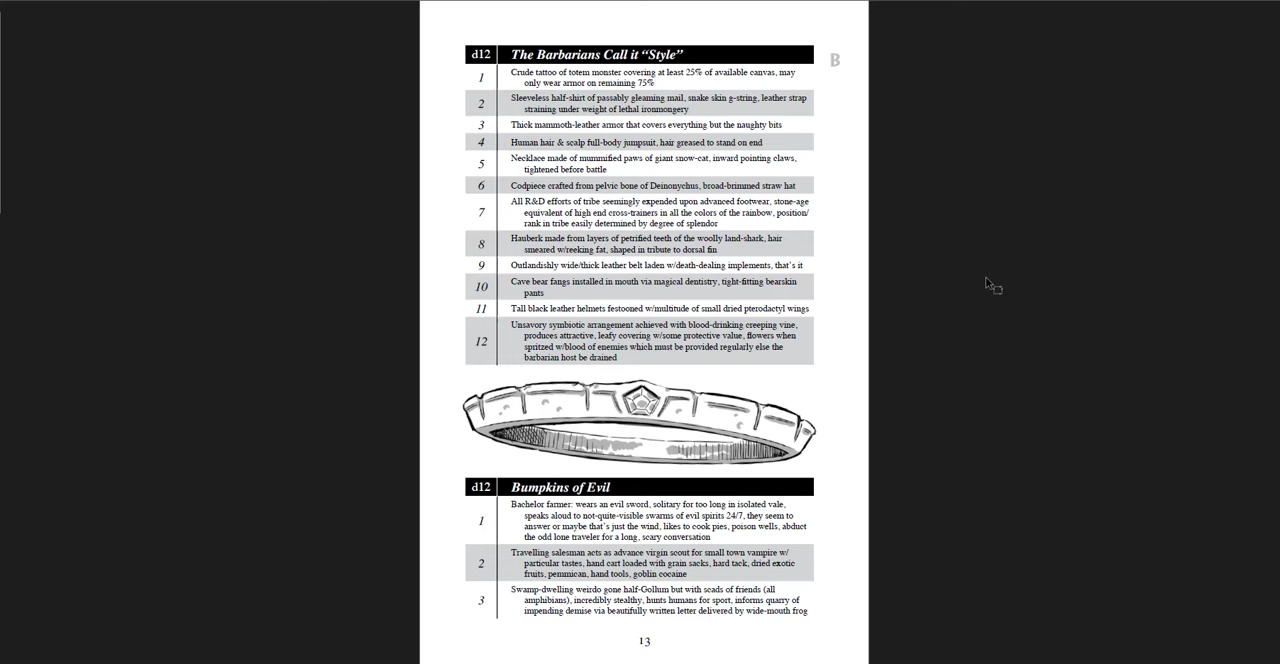 B
d12 The Barbarians Call it “Style”
1 Crude tattoo of totem monster covering at least 25% of available canvas, may
only wear armor on remaining 75%
2 Sleeveless half-shirt of passably gleaming mail, snake skin g-string, leather strap
straining under weight of lethal ironmongery
3 Thick mammoth-leather armor that covers everything but the naughty bits
4 Human hair & scalp full-body jumpsuit, hair greased to stand on end
5 Necklace made of mummified paws of giant snow-cat, inward pointing claws,
tightened before battle
6 Codpiece crafted from pelvic bone of Deinonychus, broad-brimmed straw hat
7 All R&D efforts of tribe seemingly expended upon advanced footwear, stone-age
equivalent of high end cross-trainers in all the colors of the rainbow, position/
rank in tribe easily determined by degree of splendor
8 Hauberk made from layers of petrified teeth of the woolly land-shark, hair
smeared w/reeking fat, shaped in tribute to dorsal fin
9 Outlandishly wide/thick leather belt laden w/death-dealing implements, that’s it
10 Cave bear fangs installed in mouth via magical dentistry, tight-fitting bearskin
pants
11 Tall black leather helmets festooned w/multitude of small dried pterodactyl wings
12 Unsavory symbiotic arrangement achieved with blood-drinking creeping vine,
produces attractive, leafy covering w/some protective value, flowers when
spritzed w/blood of enemies which must be provided regularly else the
barbarian host be drained
d12 Bumpkins of Evil
1 Bachelor farmer: wears an evil sword, solitary for too long in isolated vale,
speaks aloud to not-quite-visible swarms of evil spirits 24/7, they seem to
answer or maybe that’s just the wind, likes to cook pies, poison wells, abduct
the odd lone traveler for a long, scary conversation
2 Travelling salesman acts as advance virgin scout for small town vampire w/
particular tastes, hand cart loaded with grain sacks, hard tack, dried exotic
fruits, pemmican, hand tools, goblin cocaine
3 Swamp-dwelling weirdo gone half-Gollum but with scads of friends (all
amphibians), incredibly stealthy, hunts humans for sport, informs quarry of
impending demise via beautifully written letter delivered by wide-mouth frog
13